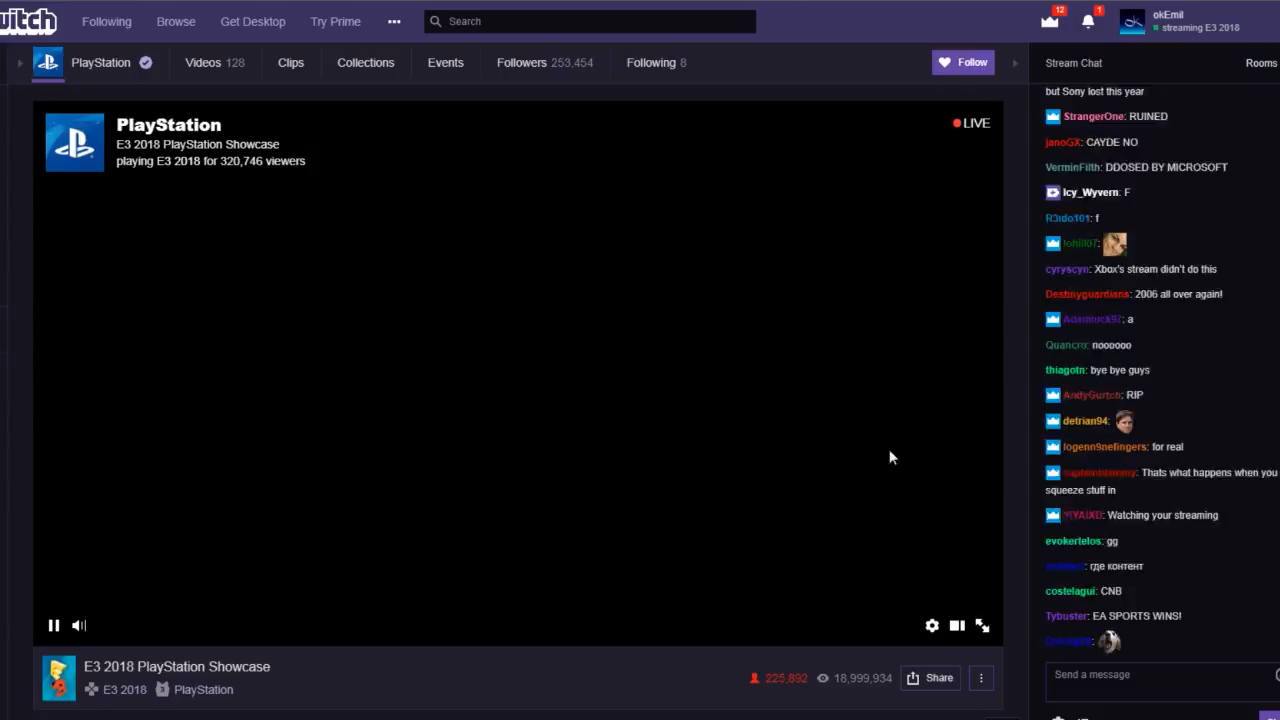 witch
Following
Browse
Get Desktop
Try Prime
Search
12
1
okEmil
streaming E3 2018
PlayStation
Videos 128
Clips
Collections
Events
Followers 253,454
Following 8
Follow
Stream Chat
Rooms
PlayStation
E3 2018 PlayStation Showcase
playing E3 2018 for 320,746 viewers
LIVE
E3 2018 PlayStation Showcase
E3 2018
PlayStation
225,892
18,999,934
Share
but Sony lost this year
StrangerOne: RUINED
janoGX: CAYDE NO
VerminFilth: DDOSED BY MICROSOFT
Icy_Wyvern: F
R3ido101: f
cyryscyn: Xbox's stream didn't do this
Destinyguardians: 2006 all over again!
: a
Quancro: noooooo
thiagotn: bye bye guys
AndyGurtch: RIP
detrian94:
logenn9nefingers: for real
: Thats what happens when you
squeeze stuff in
: Watching your streaming
evokertelos: gg
: где контент
costelagui: CNB
Tybuster: EA SPORTS WINS!
Send a message